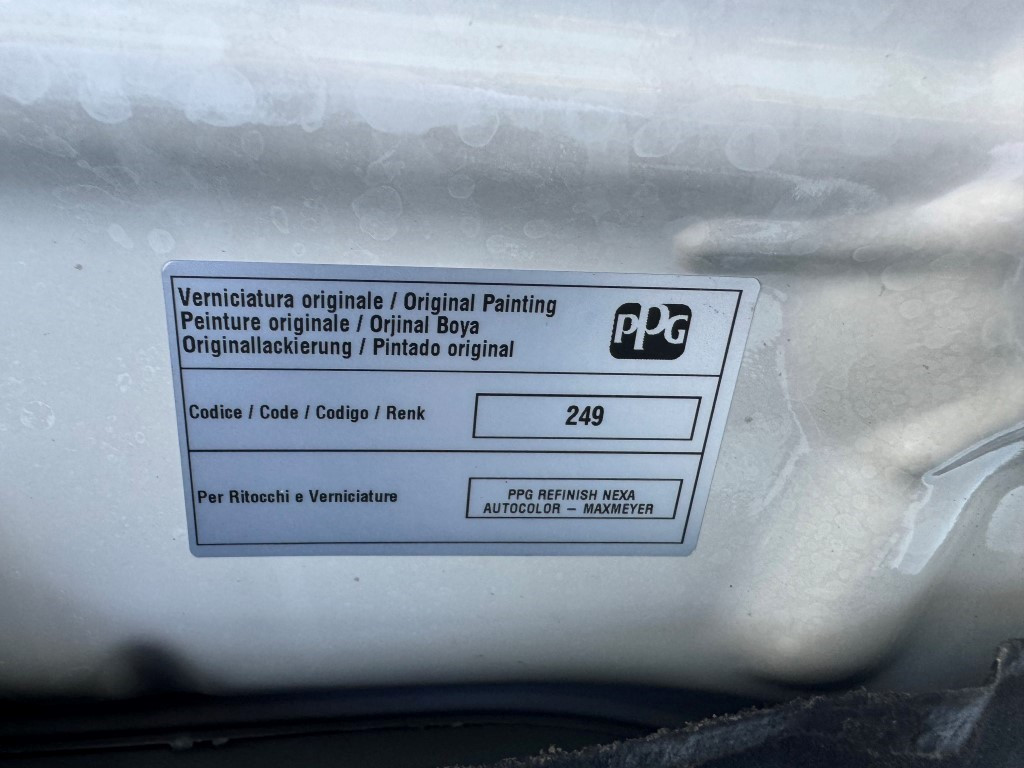 Verniciatura originale / Original Painting
Peinture originale / Orjinal Boya
Originallackierung / Pintado original
PPG
Codice / Code / Codigo / Renk
249
Per Ritocchi e Verniciature
PPG REFINISH NEXA
AUTOCOLOR – MAXMEYER